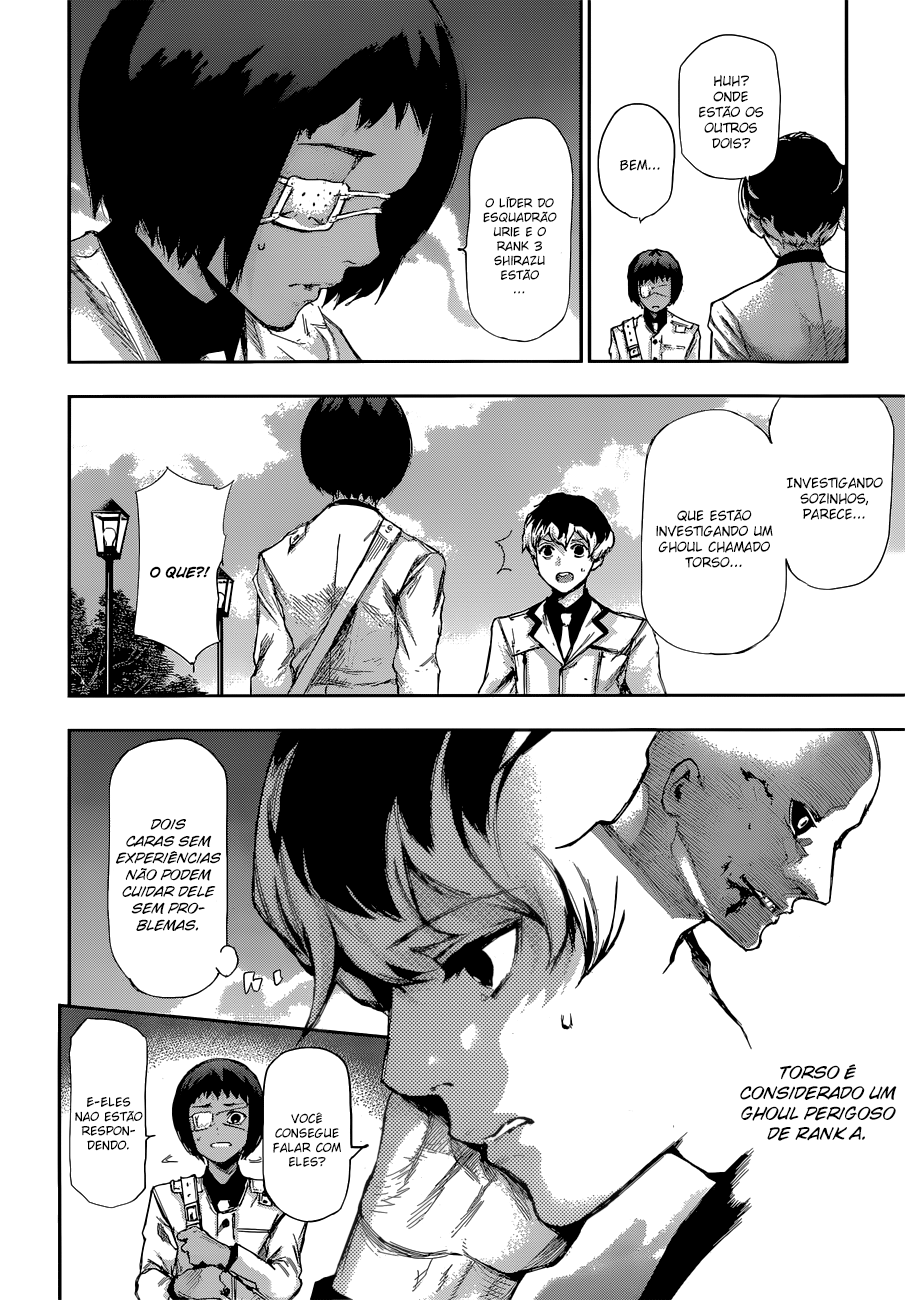 HUH?
ONDE
ESTÃO OS
OUTROS
DOIS?
BEM...
O LÍDER DO
ESQUADRÃO
URIE E O
RANK 3
SHIRAZU
ESTÃO
...
INVESTIGANDO
SOZINHOS,
PARECE...
QUE ESTÃO
INVESTIGANDO UM
GHOUL CHAMADO
TORSO...
O QUE?!
TORSO É
CONSIDERADO UM
GHOUL PERIGOSO
DE RANK A.
DOIS
CARAS SEM
EXPERIÊNCIAS
NÃO PODEM
CUIDAR DELE
SEM PRO-
BLEMAS.
VOCÊ
CONSEGUE
FALAR COM
ELES?
E-ELES
NAO ESTÃO
RESPON-
DENDO.